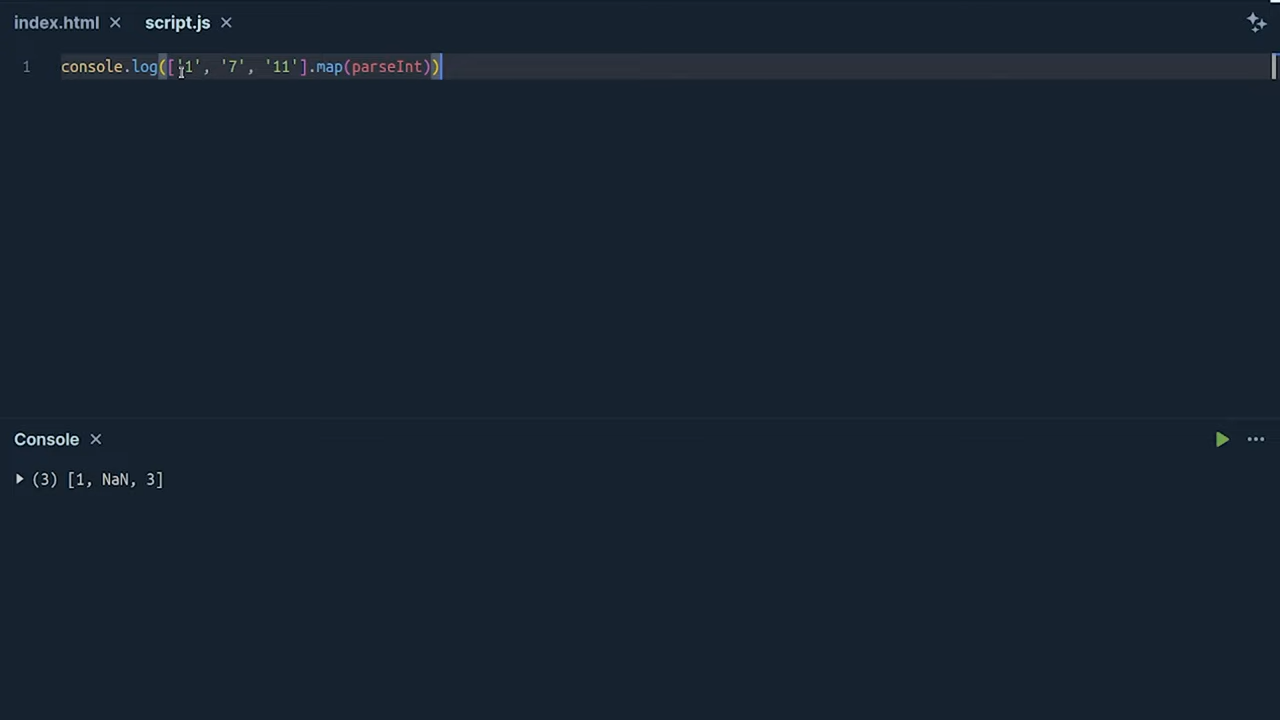 index.html × script.js ×
1 console.log(['1', '7', '11'].map(parseInt))
Console ×
(3) [1, NaN, 3]